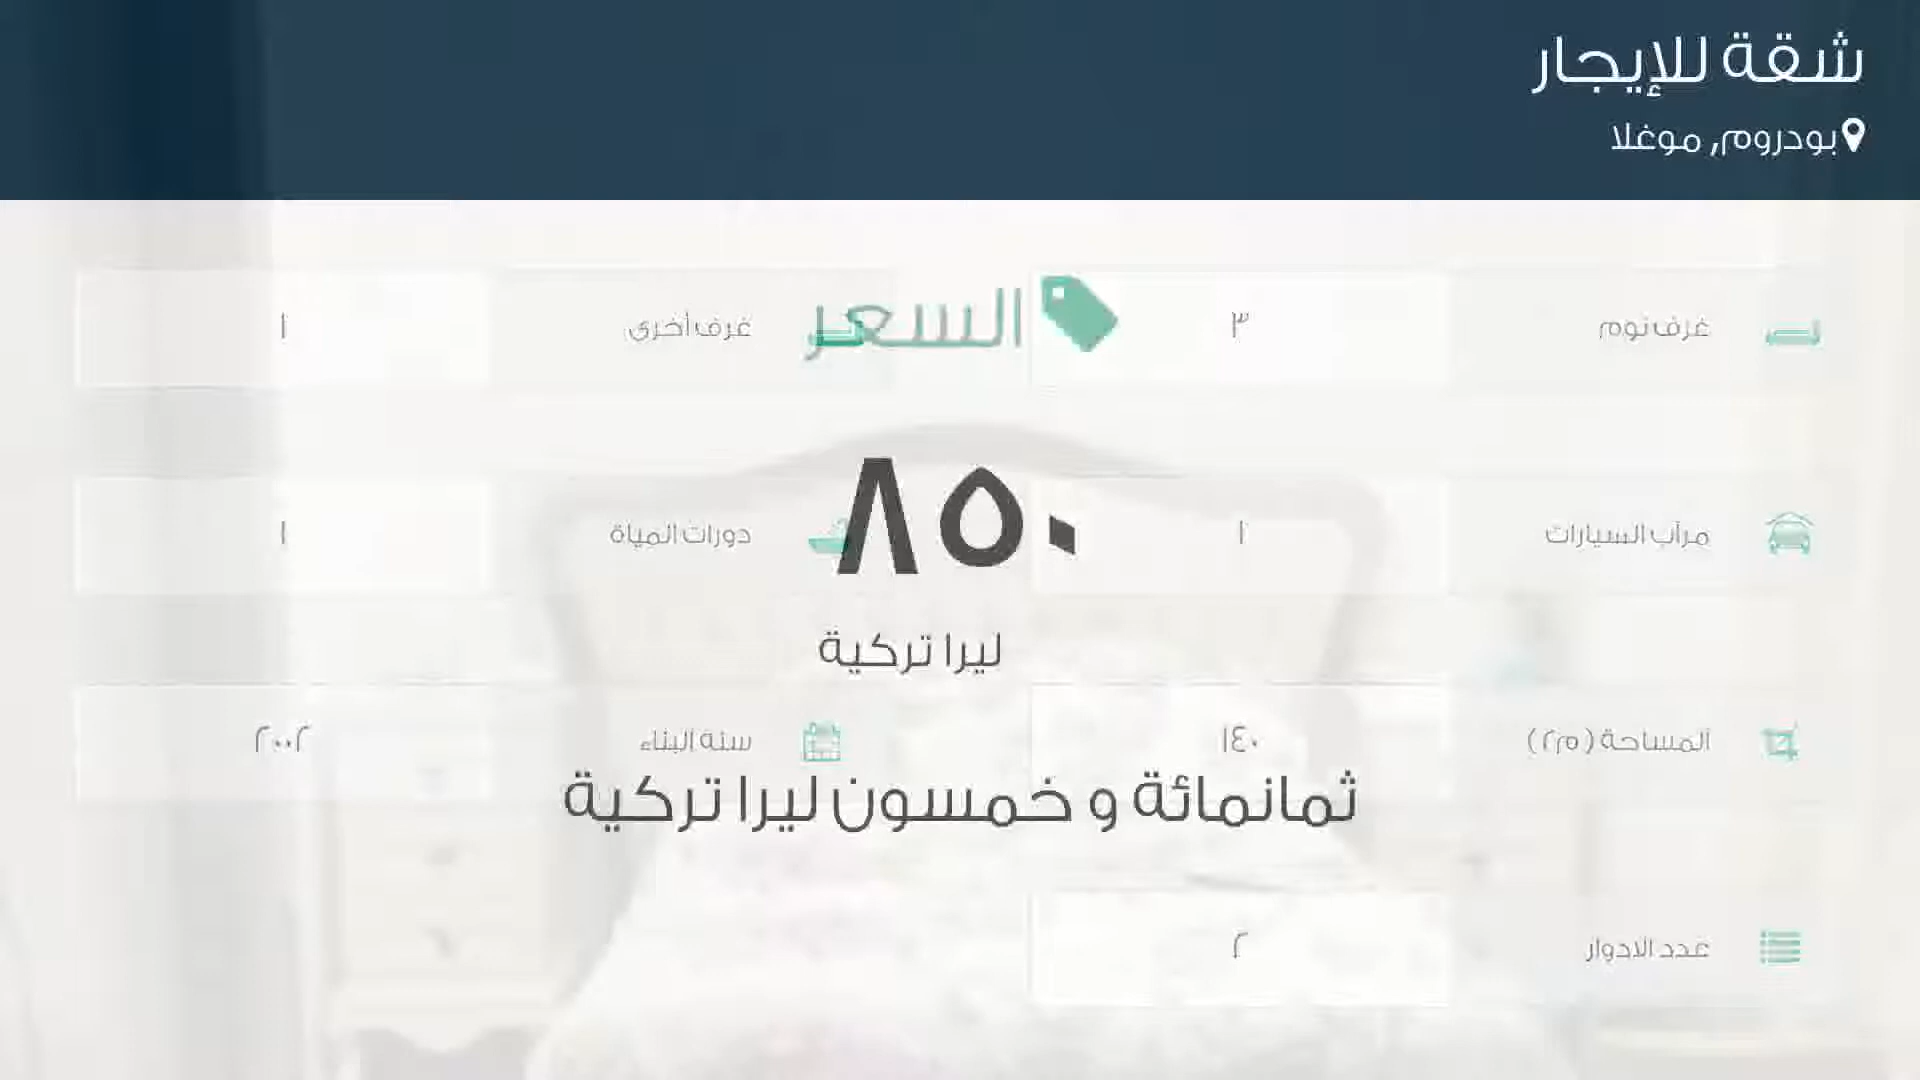 شقة للإيجار
بودروم, موغلا
السعر
غرف نوم ٣ غرف أخرى ١
٨٥٠
مرآب السيارات ١ دورات المياة ١
ليرا تركية
المساحة (م٢) ١٤٠ سنة البناء ٢٠٠٢
ثمانمائة و خمسون ليرا تركية
عدد الادوار ٢